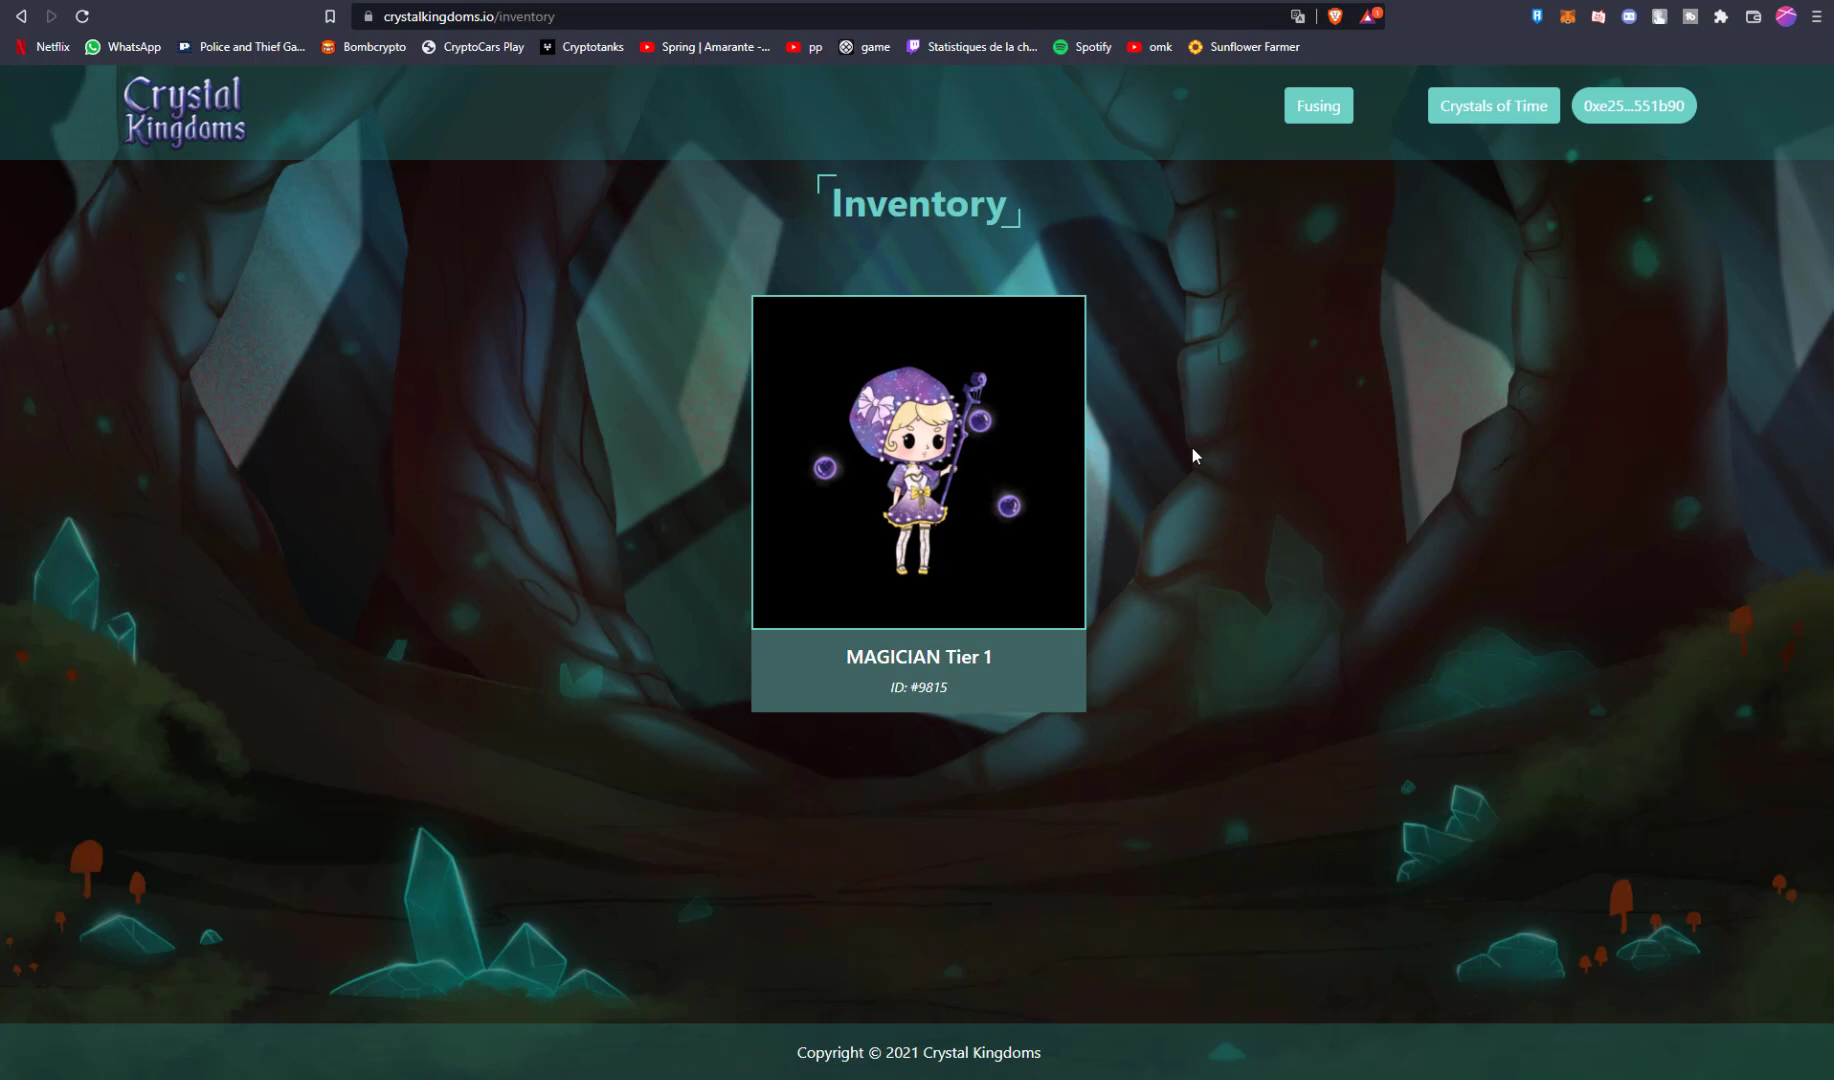 crystalkingdoms.io/inventory
1
Netflix
WhatsApp
Police and Thief Ga...
Bombcrypto
CryptoCars Play
Cryptotanks
Spring | Amarante -...
pp
game
Statistiques de la ch...
Spotify
omk
Sunflower Farmer
Crystal
Kingdoms
Fusing
Crystals of Time
0xe25...551b90
Inventory
MAGICIAN Tier 1
ID: #9815
Copyright © 2021 Crystal Kingdoms